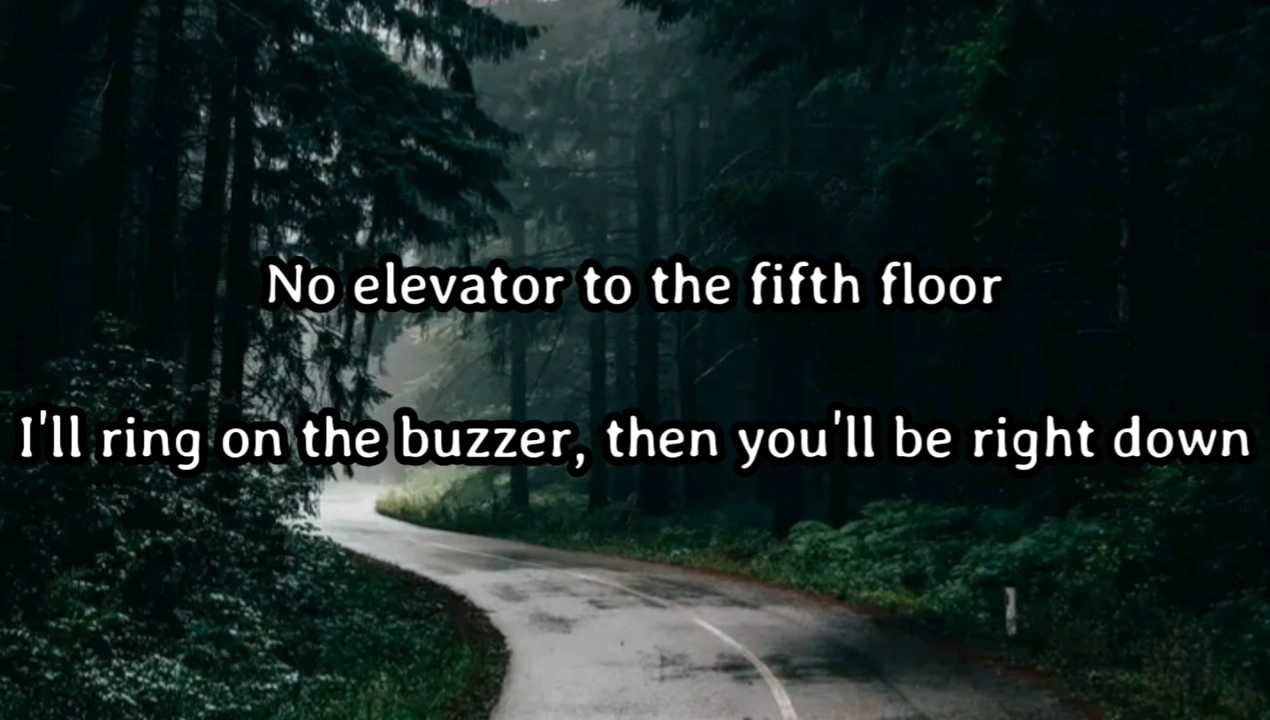 No elevator to the fifth floor
I'll ring on the buzzer, then you'll be right down